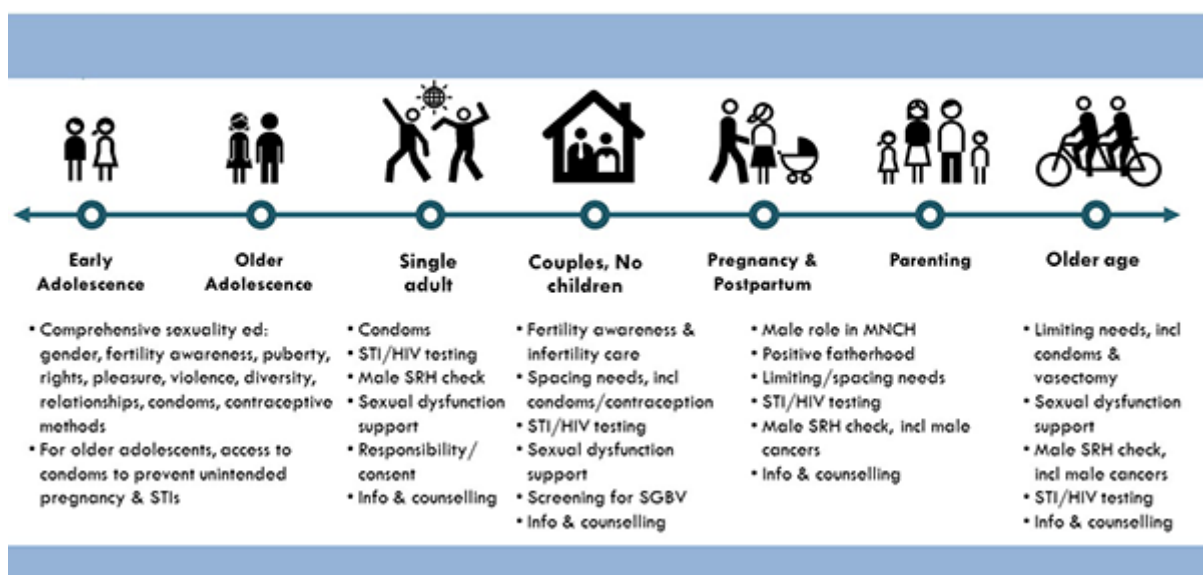 Early
Adolescence
Older
Adolescence
Single
adult
Couples, No
children
Pregnancy &
Postpartum
Parenting
Older age
• Comprehensive sexuality ed:
gender, fertility awareness, puberty,
rights, pleasure, violence, diversity,
relationships, condoms, contraceptive
methods
• For older adolescents, access to
condoms to prevent unintended
pregnancy & STIs
• Condoms
• STI/HIV testing
• Male SRH check
• Sexual dysfunction
support
• Responsibility/
consent
• Info & counselling
• Fertility awareness &
infertility care
• Spacing needs, incl
condoms/contraception
• STI/HIV testing
• Sexual dysfunction
support
• Screening for SGBV
• Info & counselling
• Male role in MNCH
• Positive fatherhood
• Limiting/spacing needs
• STI/HIV testing
• Male SRH check, incl male
cancers
• Info & counselling
• Limiting needs, incl
condoms &
vasectomy
• Sexual dysfunction
support
• Male SRH check,
incl male cancers
• STI/HIV testing
• Info & counselling